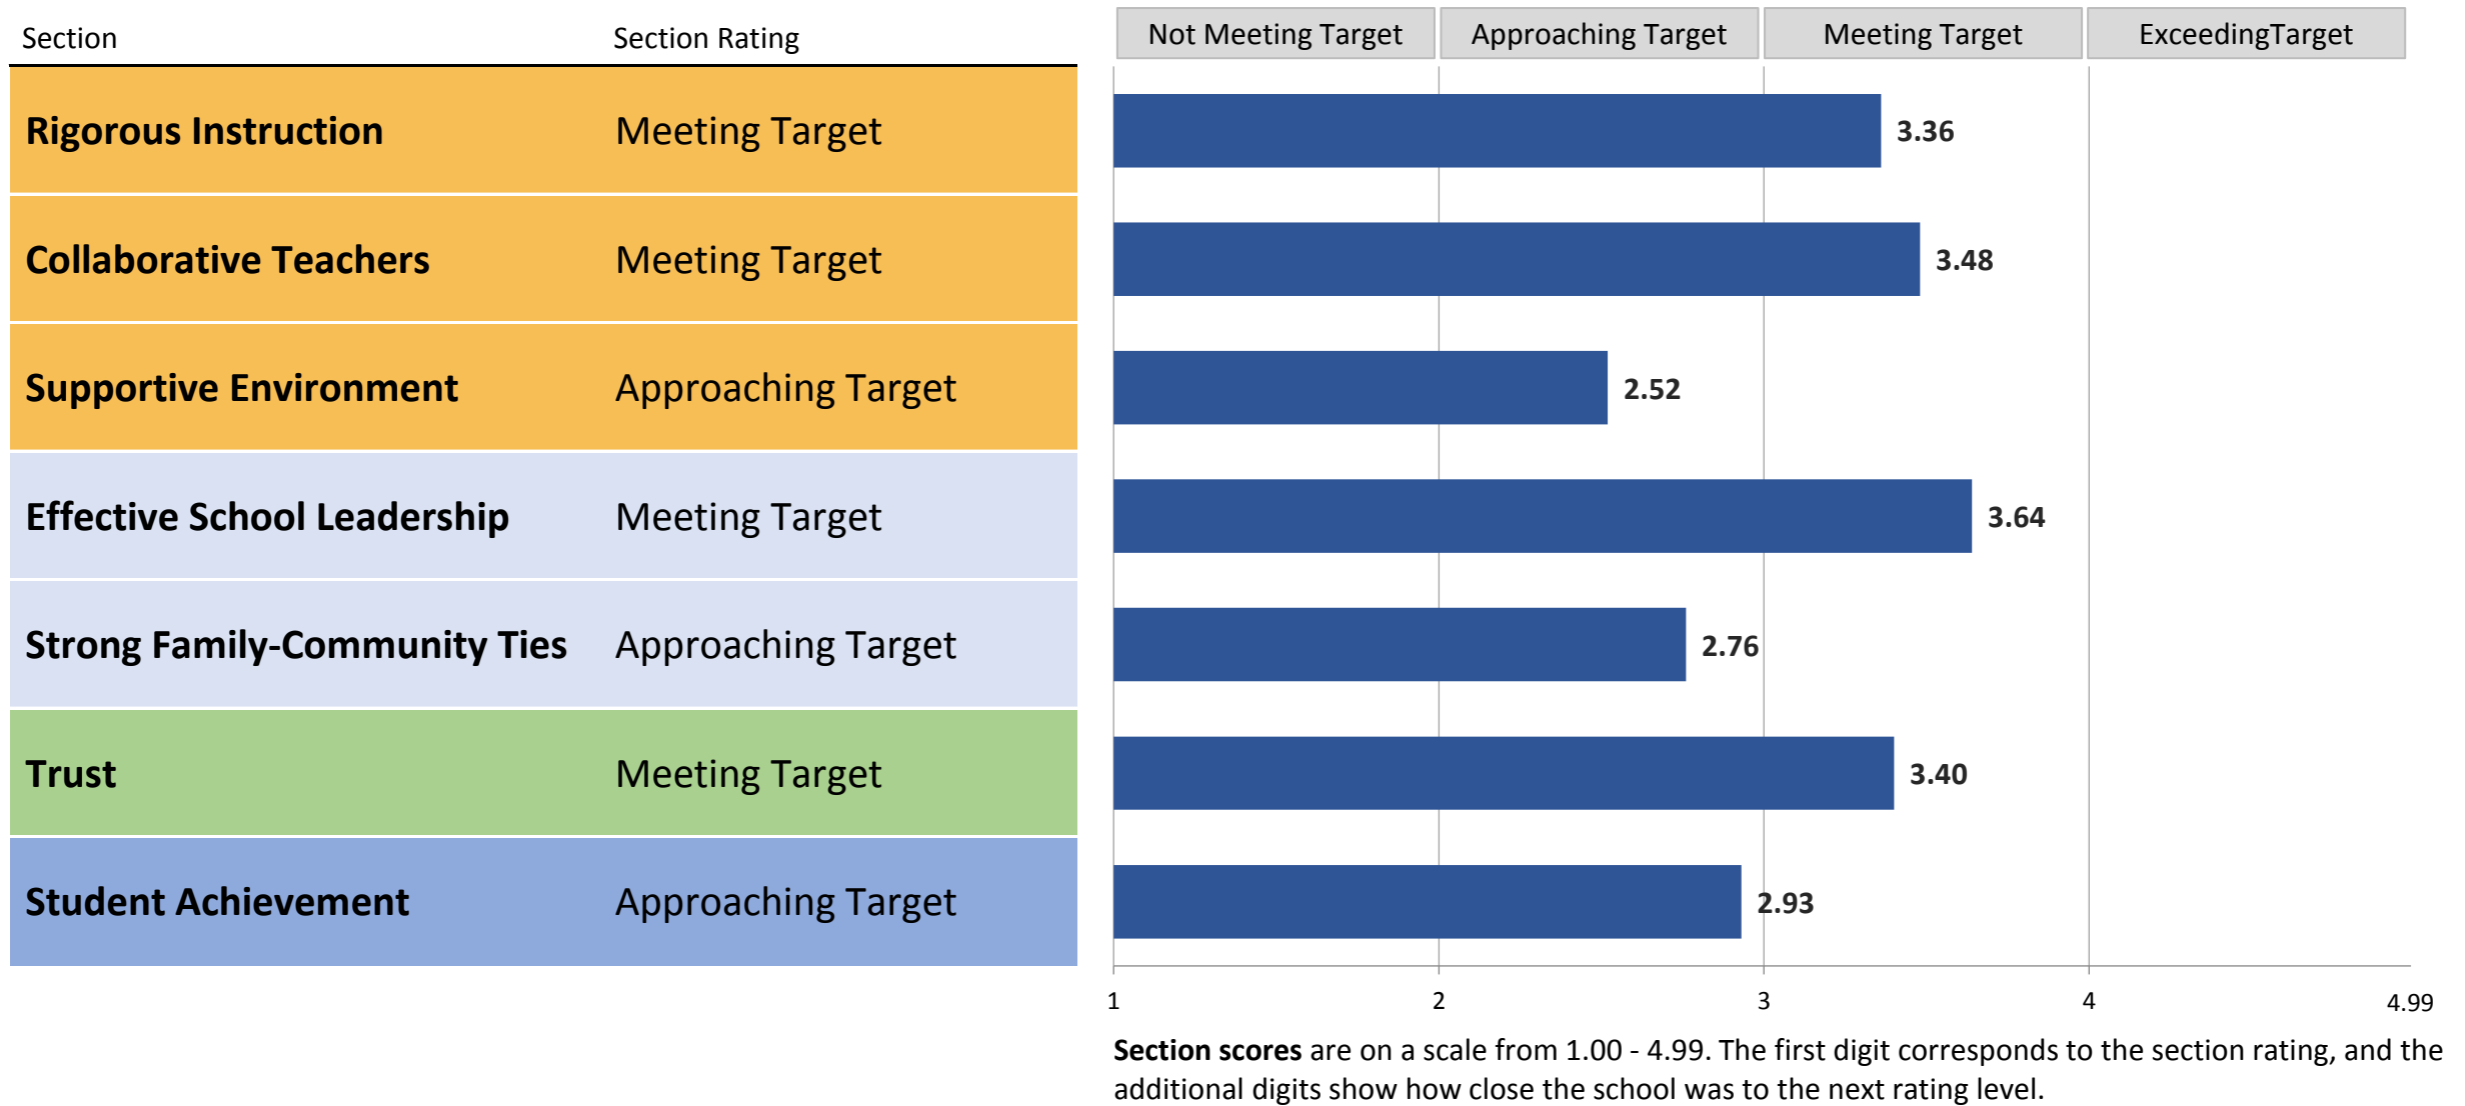 Section Section Rating Not Meeting Target Approaching Target Meeting Target ExceedingTarget
Rigorous Instruction Meeting Target 3.36
Collaborative Teachers Meeting Target 3.48
Supportive Environment Approaching Target 2.52
Effective School Leadership Meeting Target 3.64
Strong Family-Community Ties Approaching Target 2.76
Trust Meeting Target 3.40
Student Achievement Approaching Target 2.93
1 2 3 4 4.99
Section scores are on a scale from 1.00 - 4.99. The first digit corresponds to the section rating, and the
additional digits show how close the school was to the next rating level.